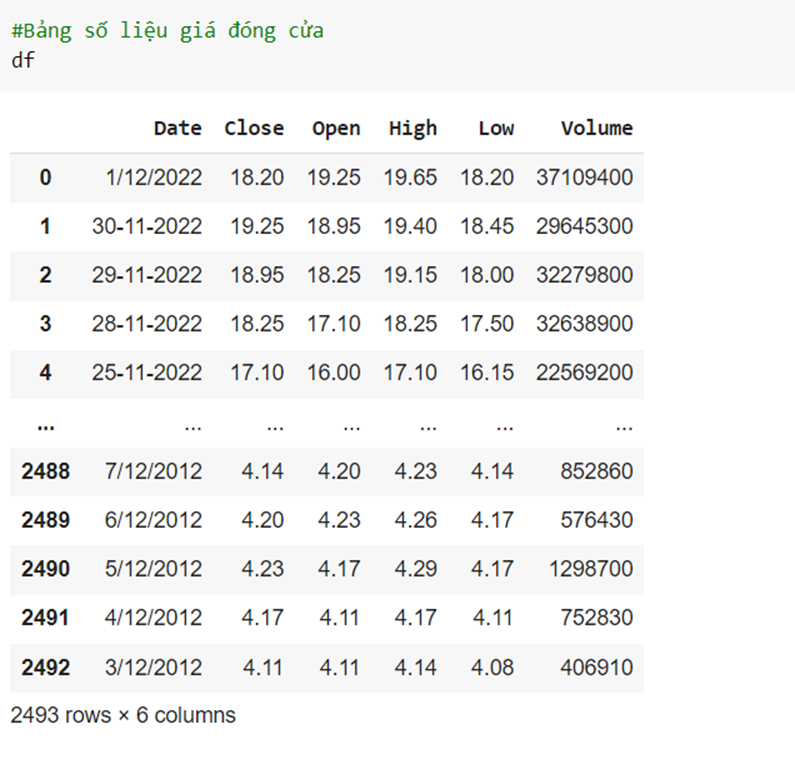 #Bảng số liệu giá đóng cửa
df
Date Close Open High Low Volume
0 1/12/2022 18.20 19.25 19.65 18.20 37109400
1 30-11-2022 19.25 18.95 19.40 18.45 29645300
2 29-11-2022 18.95 18.25 19.15 18.00 32279800
3 28-11-2022 18.25 17.10 18.25 17.50 32638900
4 25-11-2022 17.10 16.00 17.10 16.15 22569200
... ... ... ... ... ... ...
2488 7/12/2012 4.14 4.20 4.23 4.14 852860
2489 6/12/2012 4.20 4.23 4.26 4.17 576430
2490 5/12/2012 4.23 4.17 4.29 4.17 1298700
2491 4/12/2012 4.17 4.11 4.17 4.11 752830
2492 3/12/2012 4.11 4.11 4.14 4.08 406910
2493 rows × 6 columns